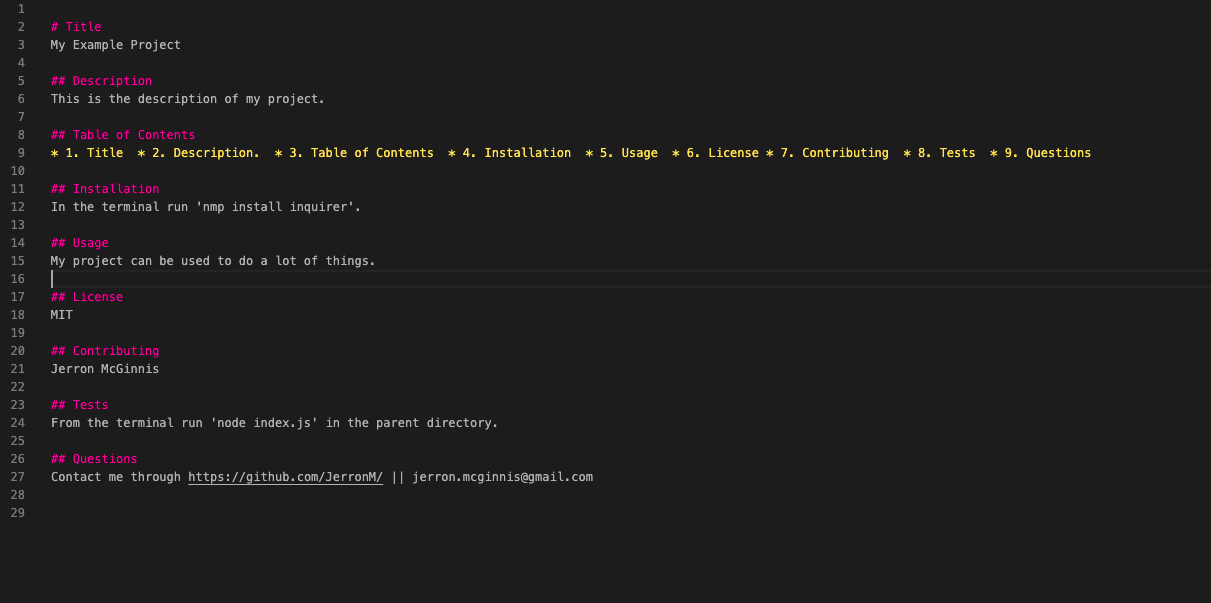 1
2 # Title
3 My Example Project
4
5 ## Description
6 This is the description of my project.
7
8 ## Table of Contents
9 * 1. Title  * 2. Description.  * 3. Table of Contents  * 4. Installation  * 5. Usage  * 6. License * 7. Contributing  * 8. Tests  * 9. Questions
10
11 ## Installation
12 In the terminal run 'nmp install inquirer'.
13
14 ## Usage
15 My project can be used to do a lot of things.
16
17 ## License
18 MIT
19
20 ## Contributing
21 Jerron McGinnis
22
23 ## Tests
24 From the terminal run 'node index.js' in the parent directory.
25
26 ## Questions
27 Contact me through https://github.com/JerronM/ || jerron.mcginnis@gmail.com
28
29